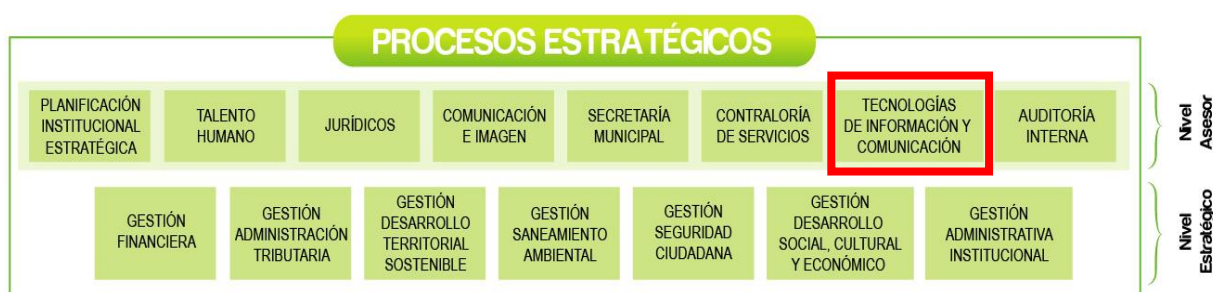 PROCESOS ESTRATÉGICOS
PLANIFICACIÓN
INSTITUCIONAL
ESTRATÉGICA
TALENTO
HUMANO
JURÍDICOS
COMUNICACIÓN
E IMAGEN
SECRETARÍA
MUNICIPAL
CONTRALORÍA
DE SERVICIOS
TECNOLOGÍAS
DE INFORMACIÓN Y
COMUNICACIÓN
AUDITORÍA
INTERNA
Nivel
Asesor
GESTIÓN
FINANCIERA
GESTIÓN
ADMINISTRACIÓN
TRIBUTARIA
GESTIÓN
DESARROLLO
TERRITORIAL
SOSTENIBLE
GESTIÓN
SANEAMIENTO
AMBIENTAL
GESTIÓN
SEGURIDAD
CIUDADANA
GESTIÓN
DESARROLLO
SOCIAL, CULTURAL
Y ECONÓMICO
GESTIÓN
ADMINISTRATIVA
INSTITUCIONAL
Nivel
Estratégico